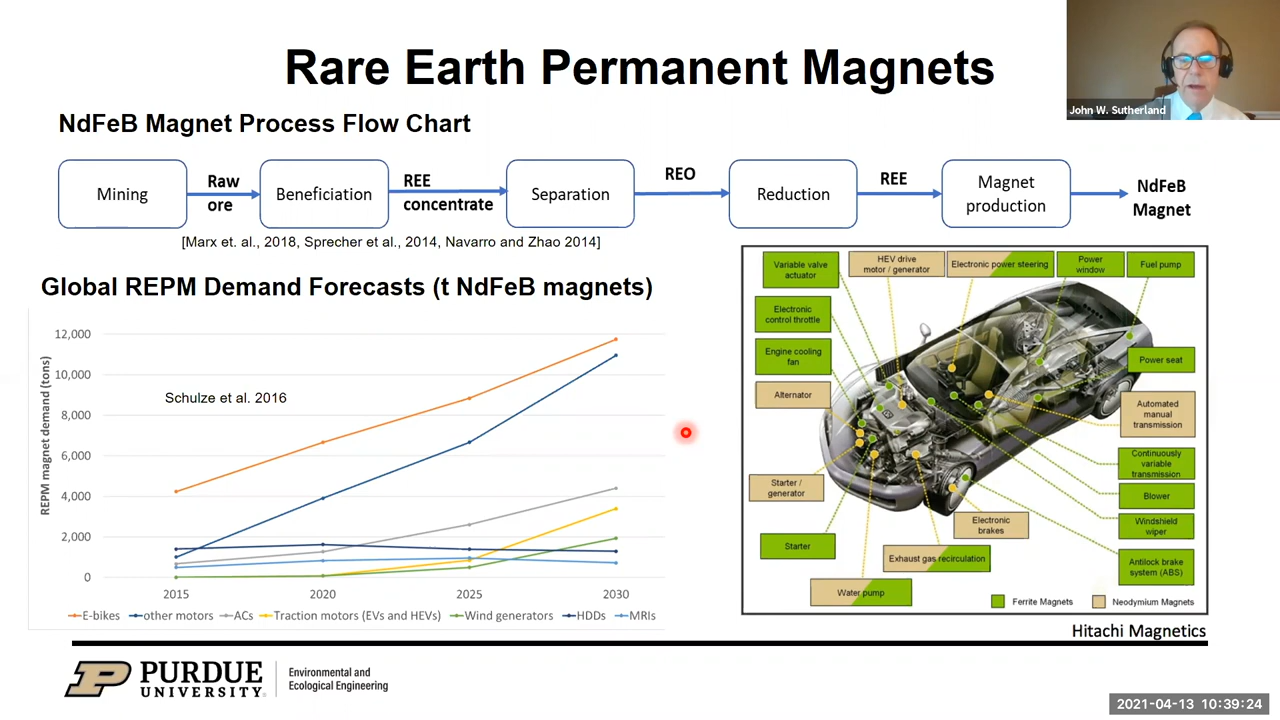 Rare Earth Permanent Magnets
John W. Sutherland
NdFeB Magnet Process Flow Chart
Mining
Raw
ore
Beneficiation
REE
concentrate
Separation
REO
Reduction
REE
Magnet
production
NdFeB
Magnet
[Marx et. al., 2018, Sprecher et al., 2014, Navarro and Zhao 2014]
Global REPM Demand Forecasts (t NdFeB magnets)
REPM magnet demand (tons)
12,000
10,000
8,000
6,000
4,000
2,000
0
Schulze et al. 2016
2015
2020
2025
2030
E-bikes
other motors
ACs
Traction motors (EVs and HEVs)
Wind generators
HDDs
MRIs
Variable valve
actuator
HEV drive
motor / generator
Electronic power steering
Power
window
Fuel pump
Electronic
control throttle
Engine cooling
fan
Alternator
Starter /
generator
Starter
Water pump
Exhaust gas recirculation
Electronic
brakes
Power seat
Automated
manual
transmission
Continuously
variable
transmission
Blower
Windshield
wiper
Antilock brake
system (ABS)
Ferrite Magnets
Neodymium Magnets
Hitachi Magnetics
P
PURDUE
UNIVERSITY
Environmental and
Ecological Engineering
2021-04-13 10:39:24